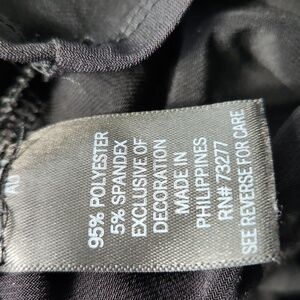 95% POLYESTER
5% SPANDEX
EXCLUSIVE OF
DECORATION
MADE IN
PHILIPPINES
RN# 73277
SEE REVERSE FOR CARE